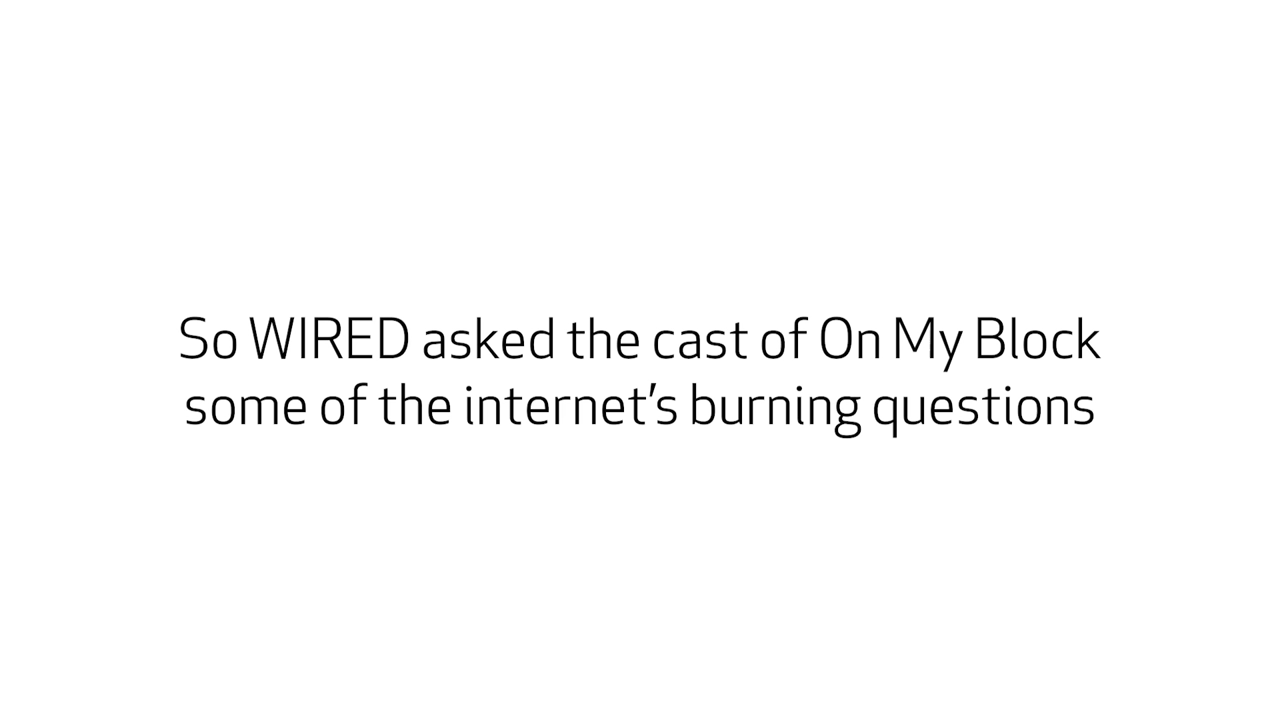 So WIRED asked the cast of On My Block
some of the internet's burning questions